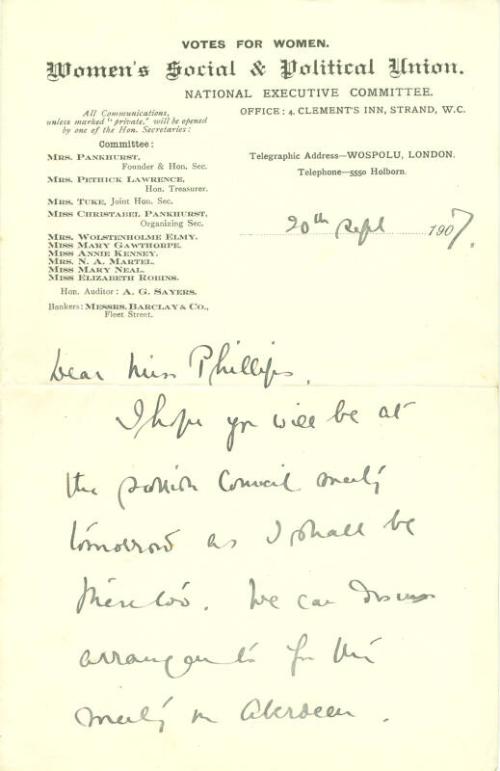 VOTES FOR WOMEN.
Women's Social & Political Union.
NATIONAL EXECUTIVE COMMITTEE.
OFFICE: 4, CLEMENT'S INN, STRAND, W.C.
All Communications,
unless marked "private," will be opened
by one of the Hon. Secretaries:
Committee:
MRS. PANKHURST,
Founder & Hon. Sec.
MRS. PETHICK LAWRENCE,
Hon. Treasurer.
MRS. TUKE, Joint Hon. Sec.
MISS CHRISTABEL PANKHURST,
Organizing Sec.
MRS. WOLSTENHOLME ELMY.
MISS MARY GAWTHORPE.
MISS ANNIE KENNEY.
MRS. N. A. MARTEL.
MISS MARY NEAL.
MISS ELIZABETH ROBINS.
Hon. Auditor: A. G. SAYERS.
Bankers: MESSRS. BARCLAY & CO.,
Fleet Street.
Telegraphic Address—WOSPOLU, LONDON.
Telephone—5550 Holborn.
20th Sept 1907.
Dear Miss Phillips,
I hope you will be at
the Scottish Council meeting
tomorrow as I shall be
there too. We can discuss
arrangements for the
meeting in Aberdeen.